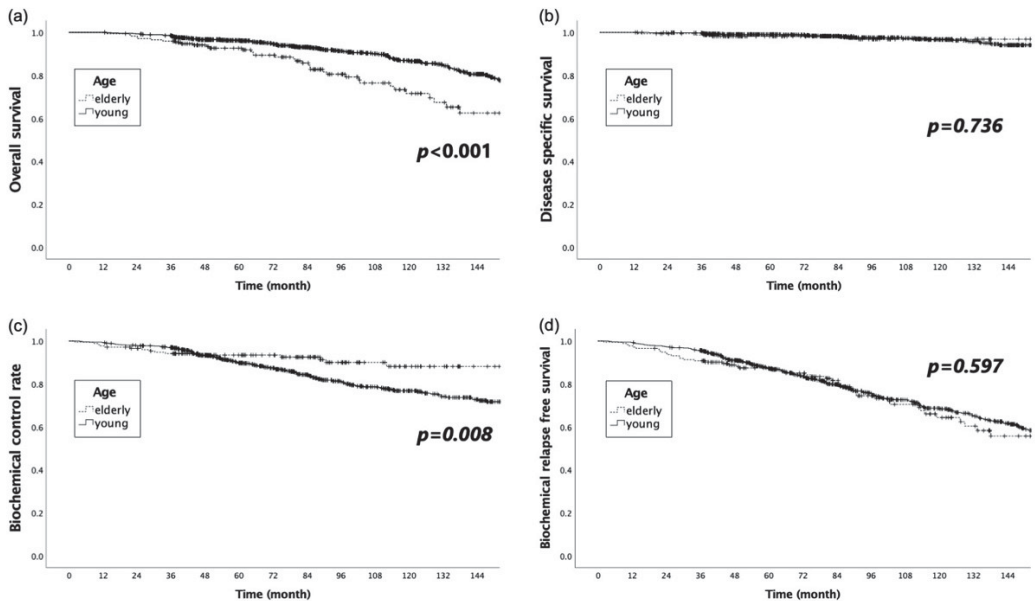 (a)
Overall survival
1.0
0.8
0.6
0.4
0.2
0.0
Age
elderly
young
p<0.001
0 12 24 36 48 60 72 84 96 108 120 132 144
Time (month)
(b)
Disease specific survival
1.0
0.8
0.6
0.4
0.2
0.0
Age
elderly
young
p=0.736
0 12 24 36 48 60 72 84 96 108 120 132 144
Time (month)
(c)
Biochemical control rate
1.0
0.8
0.6
0.4
0.2
0.0
Age
elderly
young
p=0.008
0 12 24 36 48 60 72 84 96 108 120 132 144
Time (month)
(d)
Biochemical relapse free survival
1.0
0.8
0.6
0.4
0.2
0.0
Age
elderly
young
p=0.597
0 12 24 36 48 60 72 84 96 108 120 132 144
Time (month)